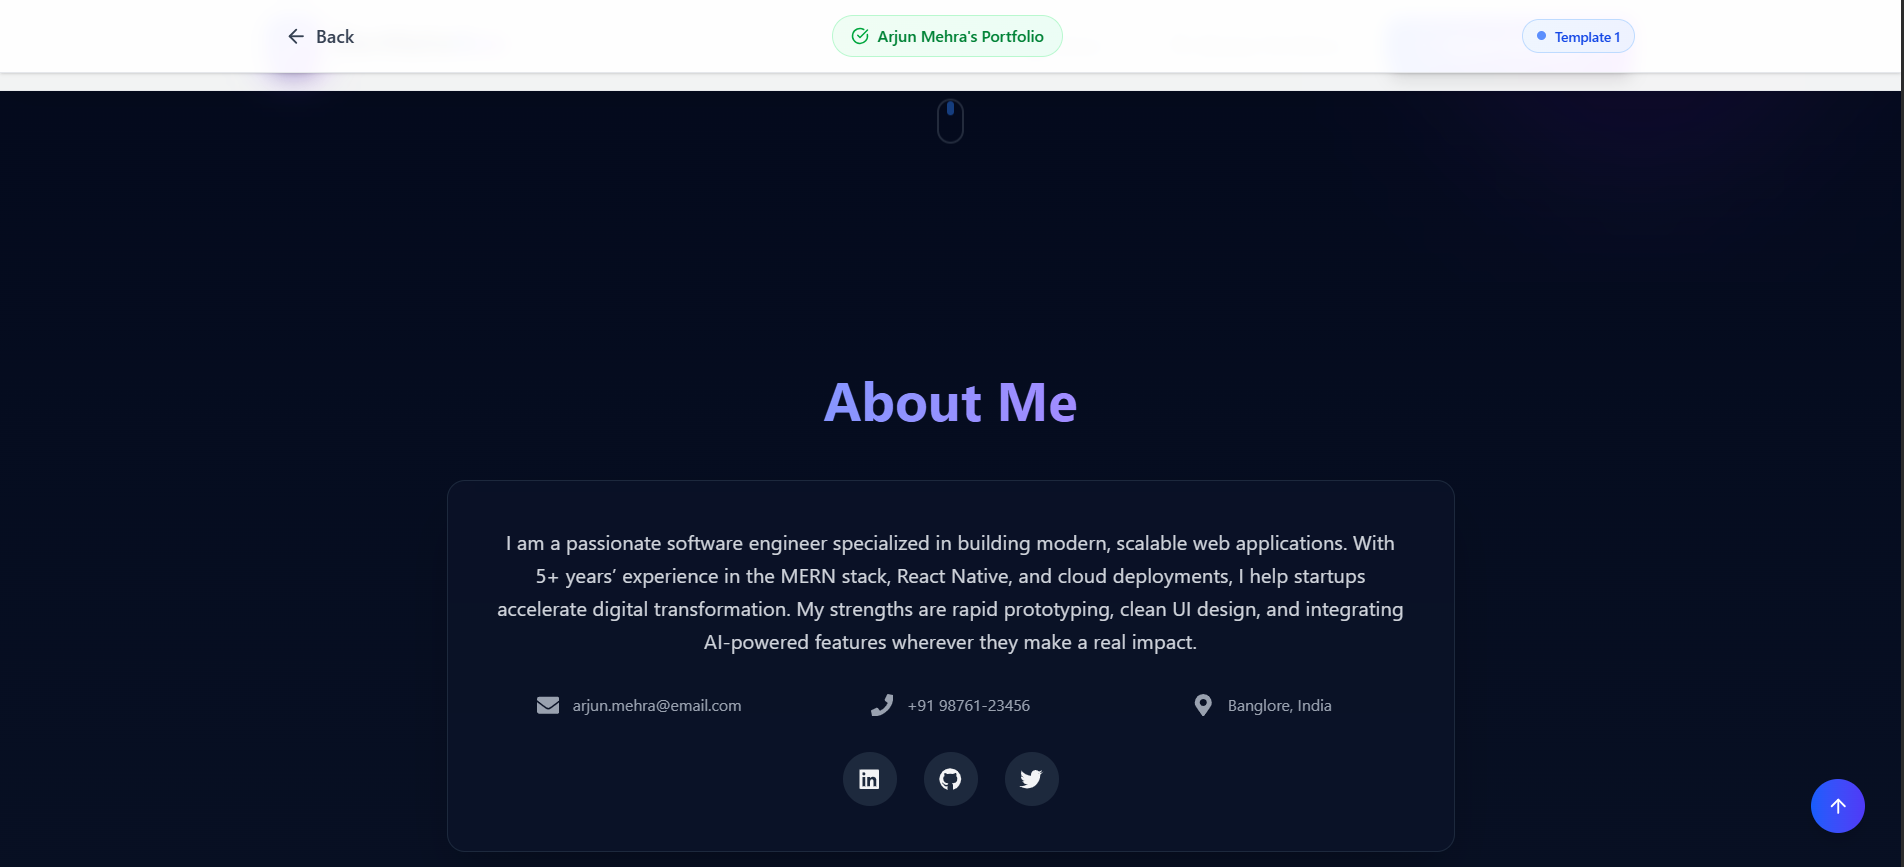 Back
Arjun Mehra's Portfolio
Template 1
About Me
I am a passionate software engineer specialized in building modern, scalable web applications. With
5+ years’ experience in the MERN stack, React Native, and cloud deployments, I help startups
accelerate digital transformation. My strengths are rapid prototyping, clean UI design, and integrating
AI-powered features wherever they make a real impact.
arjun.mehra@email.com
+91 98761-23456
Banglore, India